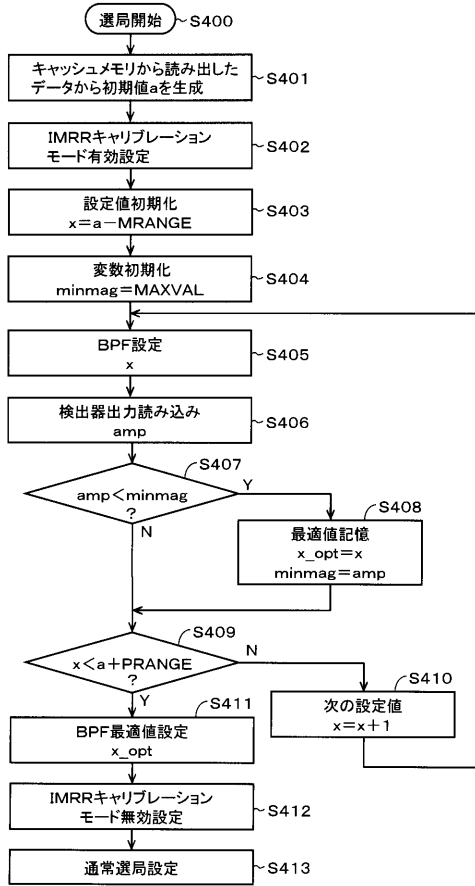 選局開始
S400
キャッシュメモリから読み出した
データから初期値aを生成
S401
IMRRキャリブレーション
モード有効設定
S402
設定値初期化
x=a−MRANGE
S403
変数初期化
minmag=MAXVAL
S404
BPF設定
x
S405
検出器出力読み込み
amp
S406
S407
amp<minmag
?
Y
N
S408
最適値記憶
x_opt=x
minmag=amp
S409
x<a+PRANGE
?
N
Y
S410
次の設定値
x=x+1
S411
BPF最適値設定
x_opt
IMRRキャリブレーション
モード無効設定
S412
通常選局設定
S413